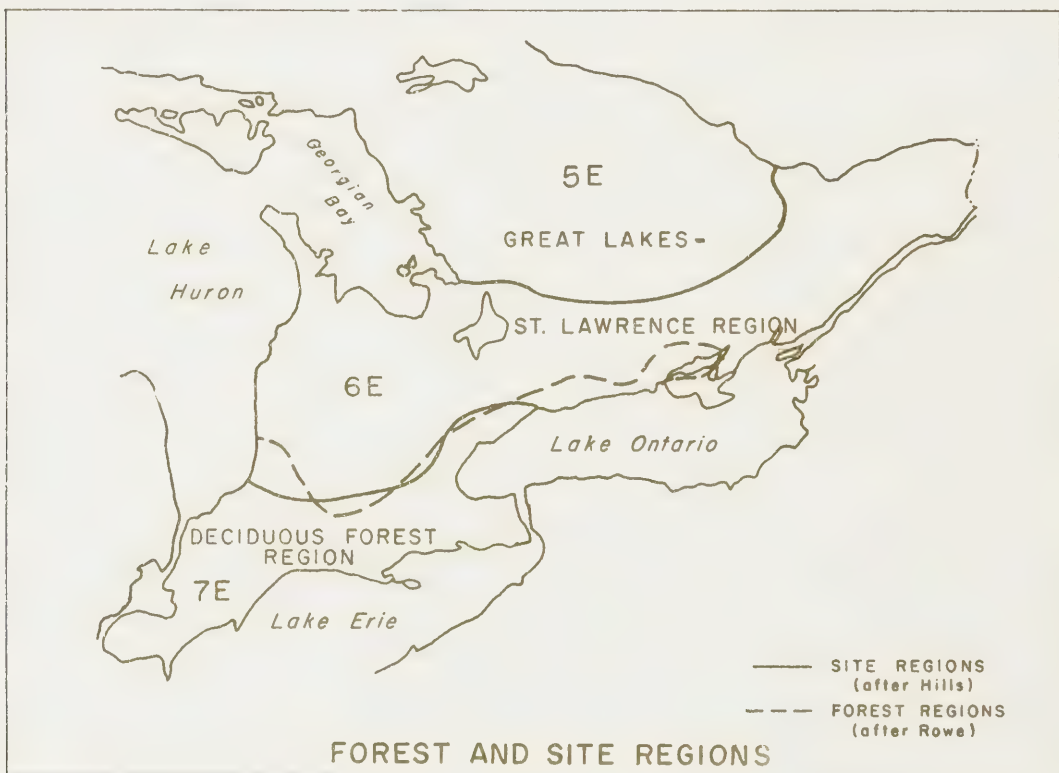 Georgian
Bay
5E
GREAT LAKES-
Lake
Huron
ST. LAWRENCE REGION
6E
Lake Ontario
DECIDUOUS FOREST
REGION
7E
Lake Erie
SITE REGIONS
(after Hills)
FOREST REGIONS
(after Rowe)
FOREST AND SITE REGIONS